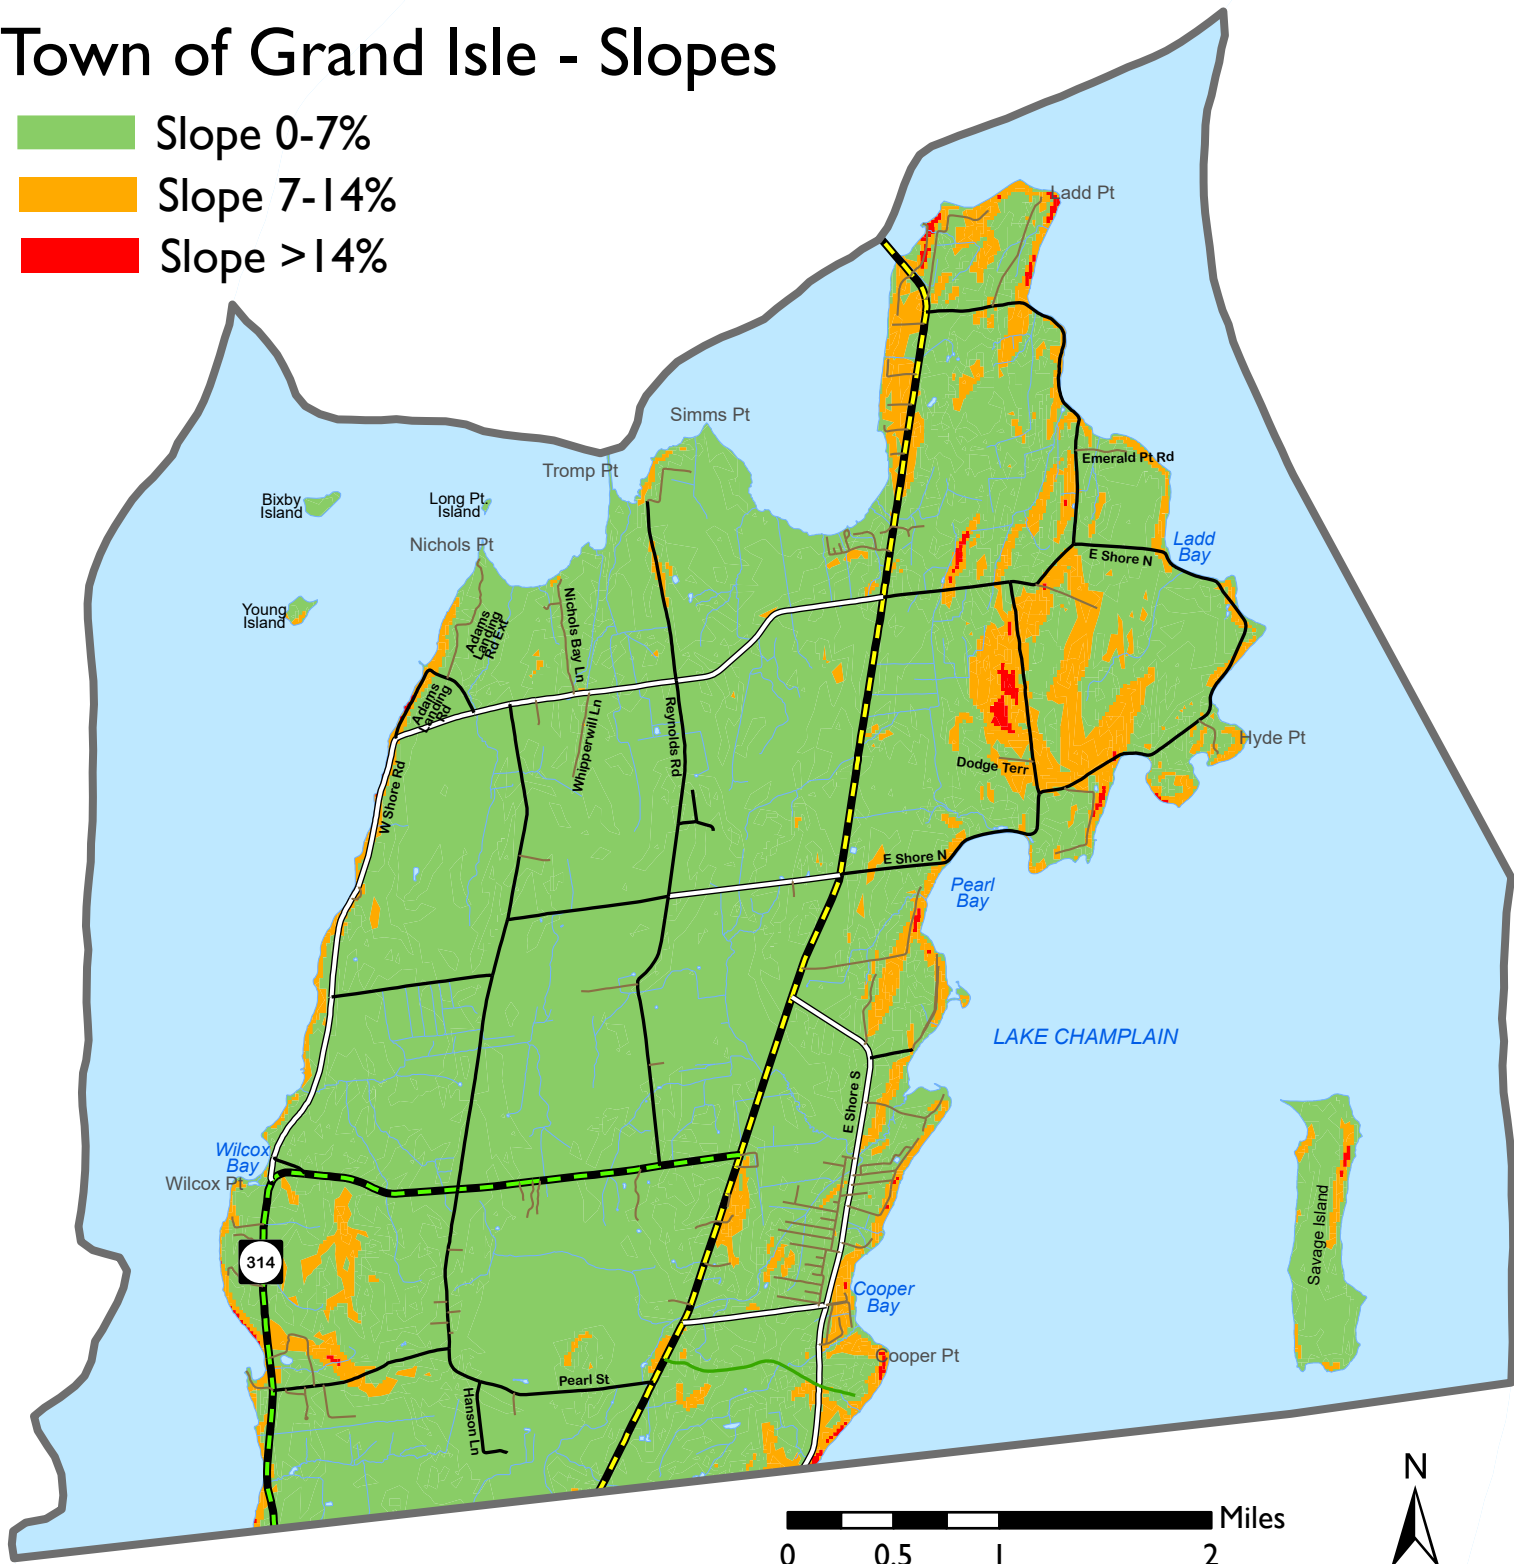 Town of Grand Isle - Slopes
Slope 0-7%
Slope 7-14%
Slope >14%
Ladd Pt
Simms Pt
Tromp Pt
Emerald Pt Rd
Bixby
Island
Long Pt.
Island
Nichols Pt
Ladd
Bay
E Shore N
Young
Island
Adams
Landing
Rd Ext
Nichols Bay Ln
Adams
Landing
Rd
Reynolds Rd
Whipperwill Ln
Hyde Pt
Dodge Terr
W Shore Rd
E Shore N
Pearl
Bay
LAKE CHAMPLAIN
E Shore S
Wilcox
Bay
Wilcox Pt
Savage Island
314
Cooper
Bay
Cooper Pt
Pearl St
Hanson Ln
N
Miles
0 0.5 1 2